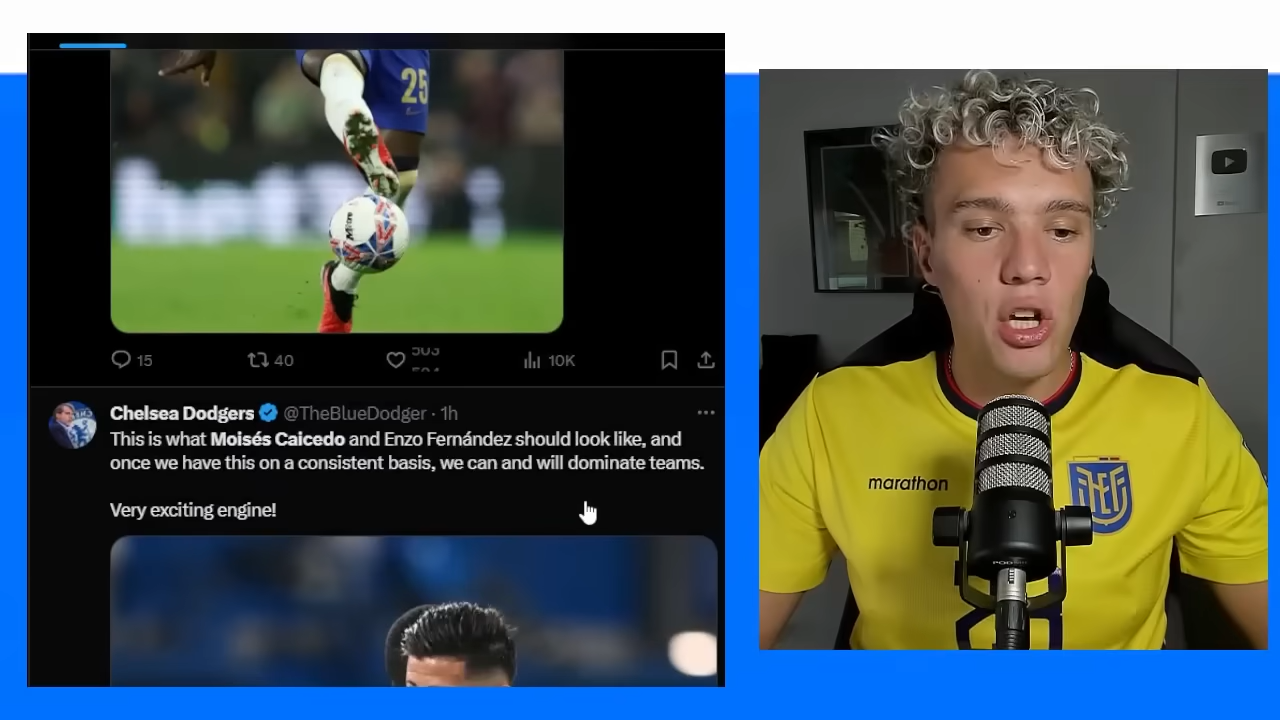 25
15
40
10K
Chelsea Dodgers @TheBlueDodger · 1h
This is what Moisés Caicedo and Enzo Fernández should look like, and
once we have this on a consistent basis, we can and will dominate teams.
Very exciting engine!
marathon
FEF